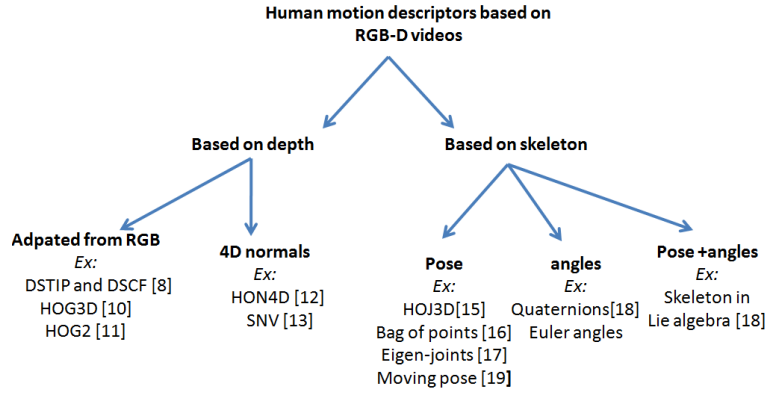 Human motion descriptors based on
RGB-D videos
Based on depth
Based on skeleton
Adpated from RGB
Ex:
DSTIP and DSCF [8]
HOG3D [10]
HOG2 [11]
4D normals
Ex:
HON4D [12]
SNV [13]
Pose
Ex:
HOJ3D[15]
Bag of points [16]
Eigen-joints [17]
Moving pose [19]
angles
Ex:
Quaternions[18]
Euler angles
Pose +angles
Ex:
Skeleton in
Lie algebra [18]